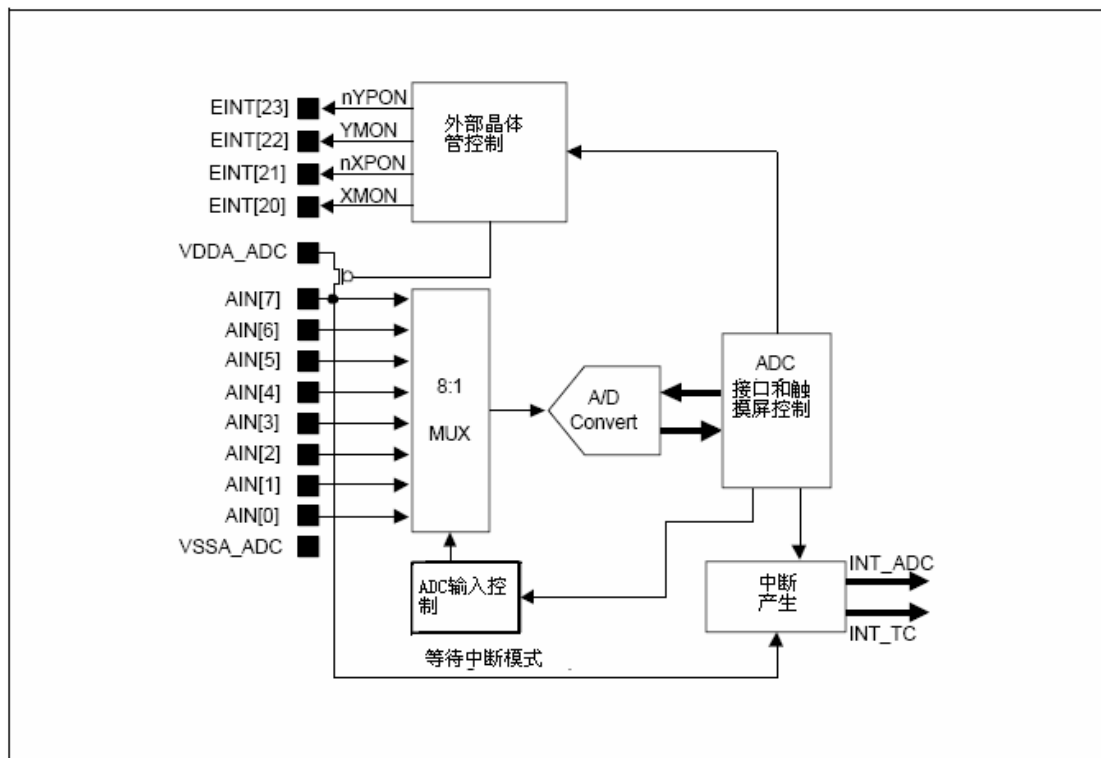 EINT[23]
nYPON
EINT[22]
YMON
EINT[21]
nXPON
EINT[20]
XMON
外部晶体
管控制
VDDA_ADC
AIN[7]
AIN[6]
AIN[5]
AIN[4]
AIN[3]
AIN[2]
AIN[1]
AIN[0]
VSSA_ADC
8:1
MUX
A/D
Convert
ADC
接口和触
摸屏控制
ADC输入控
制
等待中断模式
中断
产生
INT_ADC
INT_TC